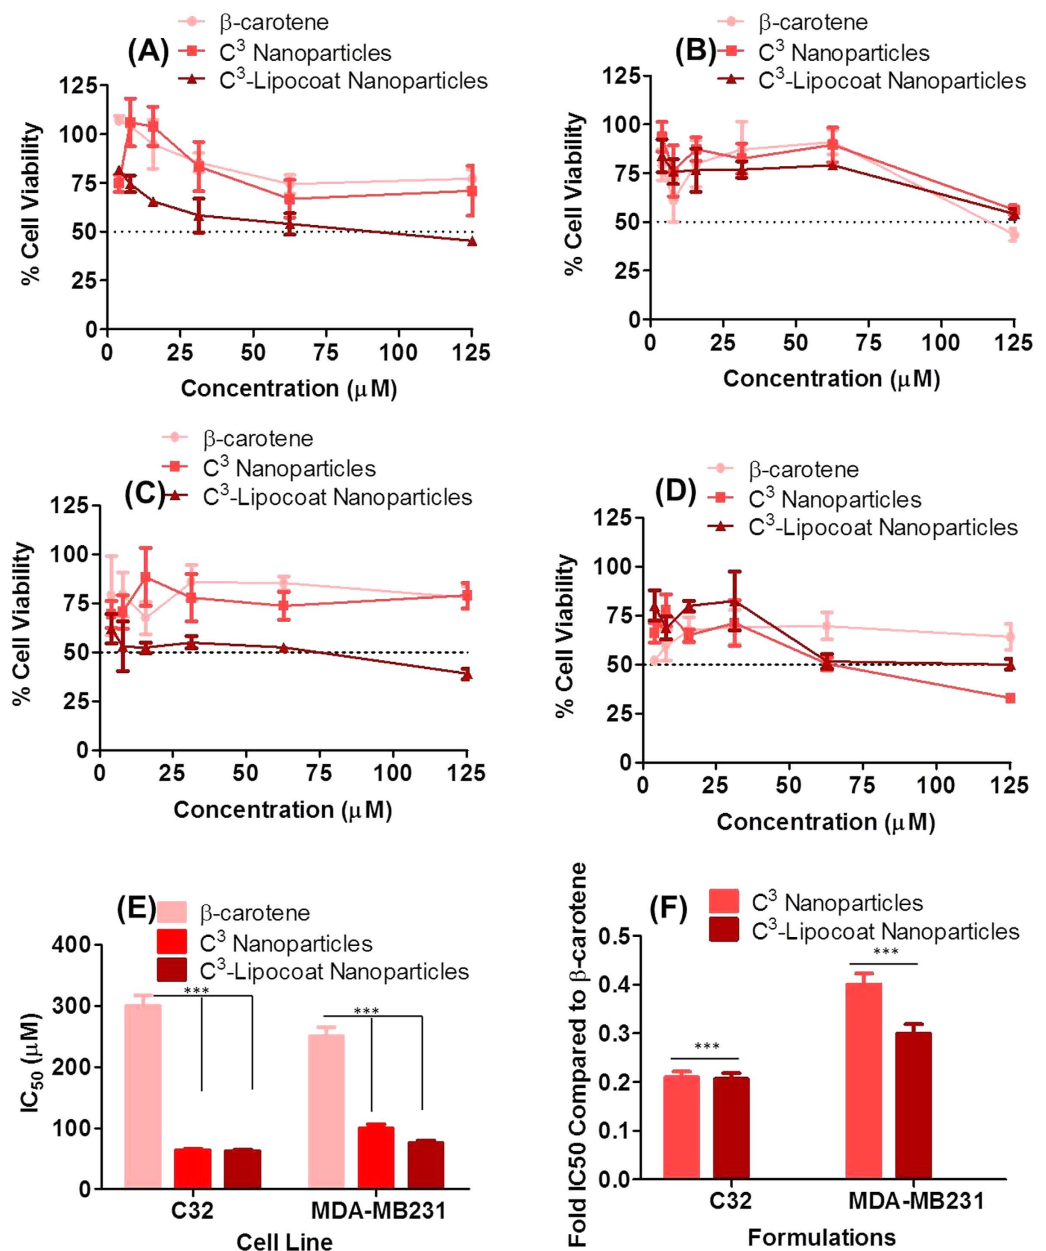 (A)
β-carotene
C³ Nanoparticles
C³-Lipocoat Nanoparticles
% Cell Viability
125
100
75
50
25
0
0 25 50 75 100 125
Concentration (μM)
(B)
β-carotene
C³ Nanoparticles
C³-Lipocoat Nanoparticles
% Cell Viability
125
100
75
50
25
0
0 25 50 75 100 125
Concentration (μM)
(C)
β-carotene
C³ Nanoparticles
C³-Lipocoat Nanoparticles
% Cell Viability
125
100
75
50
25
0
0 25 50 75 100 125
Concentration (μM)
(D)
β-carotene
C³ Nanoparticles
C³-Lipocoat Nanoparticles
% Cell Viability
125
100
75
50
25
0
0 25 50 75 100 125
Concentration (μM)
(E)
β-carotene
C³ Nanoparticles
C³-Lipocoat Nanoparticles
IC₅₀ (μM)
400
300
200
100
0
***
***
C32 MDA-MB231
Cell Line
(F)
C³ Nanoparticles
C³-Lipocoat Nanoparticles
Fold IC50 Compared to β-carotene
0.5
0.4
0.3
0.2
0.1
0.0
***
***
C32 MDA-MB231
Formulations